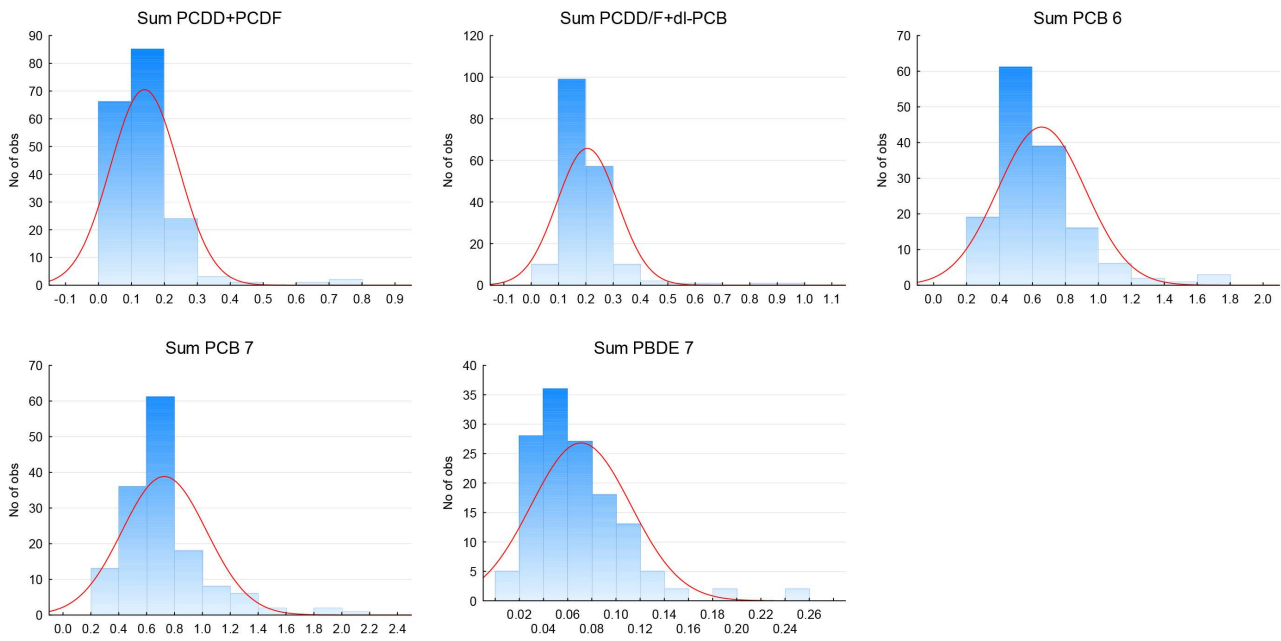 Sum PCDD+PCDF
90
80
70
60
50
40
30
20
10
0
No of obs
-0.1 0.0 0.1 0.2 0.3 0.4 0.5 0.6 0.7 0.8 0.9
Sum PCDD/F+dl-PCB
120
100
80
60
40
20
0
No of obs
-0.1 0.0 0.1 0.2 0.3 0.4 0.5 0.6 0.7 0.8 0.9 1.0 1.1
Sum PCB 6
70
60
50
40
30
20
10
0
No of obs
0.0 0.2 0.4 0.6 0.8 1.0 1.2 1.4 1.6 1.8 2.0
Sum PCB 7
70
60
50
40
30
20
10
0
No of obs
0.0 0.2 0.4 0.6 0.8 1.0 1.2 1.4 1.6 1.8 2.0 2.2 2.4
Sum PBDE 7
40
35
30
25
20
15
10
5
0
No of obs
0.02 0.06 0.10 0.14 0.18 0.22 0.26
0.04 0.08 0.12 0.16 0.20 0.24